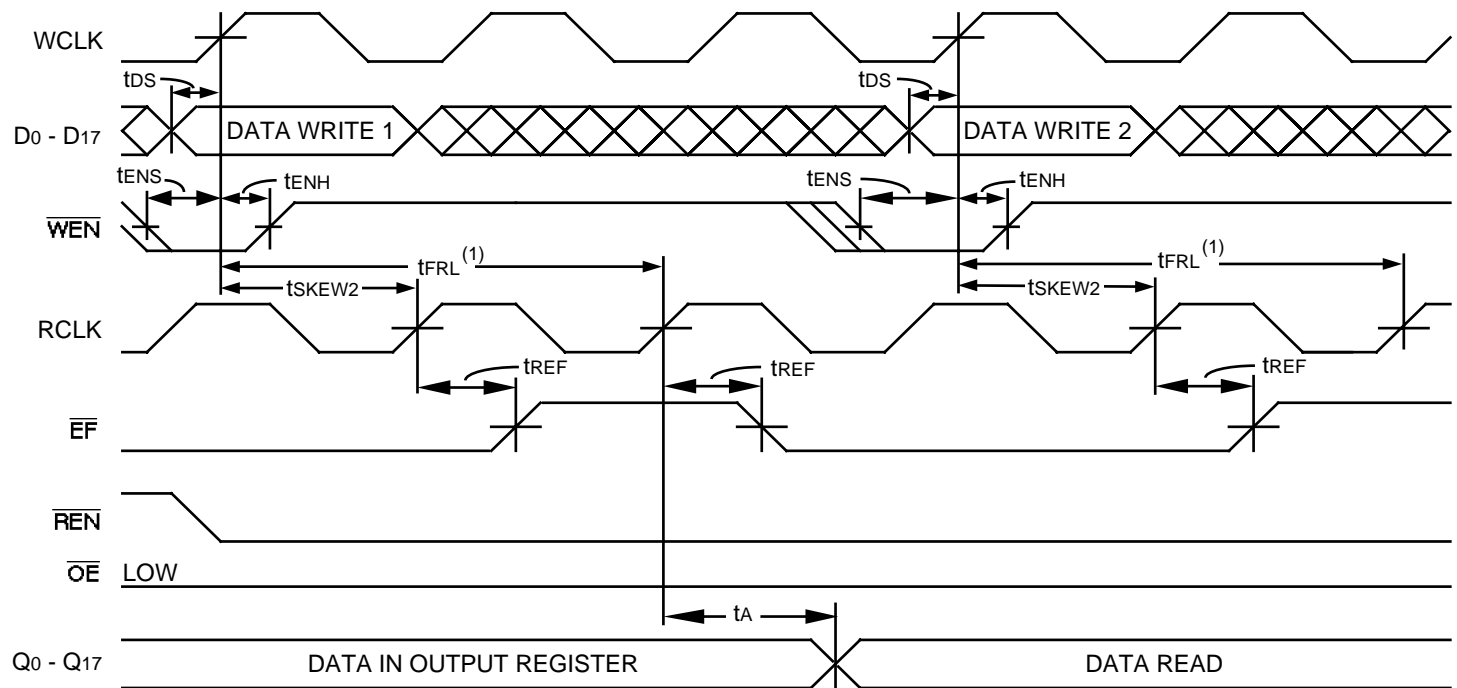 WCLK
tDS
tDS
D0 - D17
DATA WRITE 1
DATA WRITE 2
tENS
tENH
tENS
tENH
WEN
tFRL(1)
tFRL(1)
tSKEW2
tSKEW2
RCLK
tREF
tREF
tREF
EF
REN
OE
LOW
tA
Q0 - Q17
DATA IN OUTPUT REGISTER
DATA READ